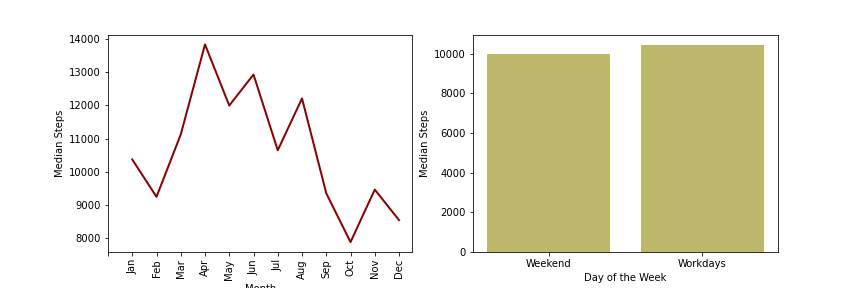 14000
13000
12000
11000
10000
9000
8000
Median Steps
Jan
Feb
Mar
Apr
May
Jun
Jul
Aug
Sep
Oct
Nov
Dec
Month
10000
8000
6000
4000
2000
0
Median Steps
Weekend
Workdays
Day of the Week